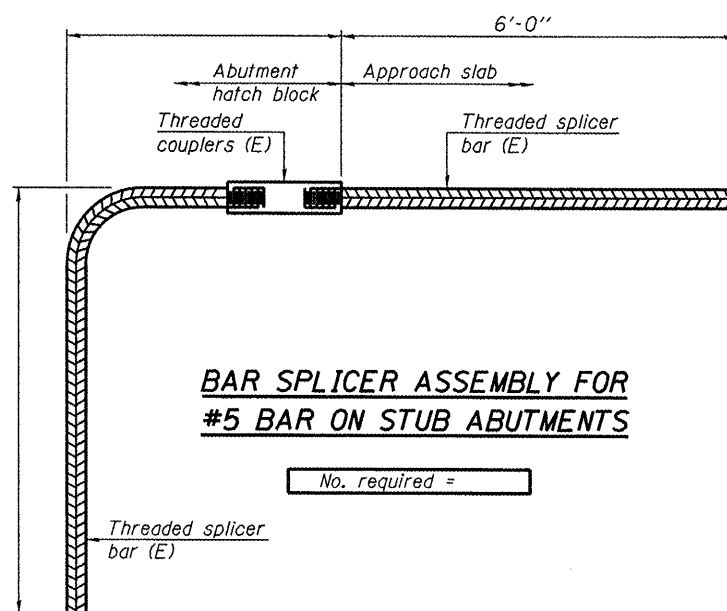 6'-0"
Abutment
hatch block
Approach slab
Threaded
couplers (E)
Threaded splicer
bar (E)
BAR SPLICER ASSEMBLY FOR
#5 BAR ON STUB ABUTMENTS
No. required =
Threaded splicer
bar (E)